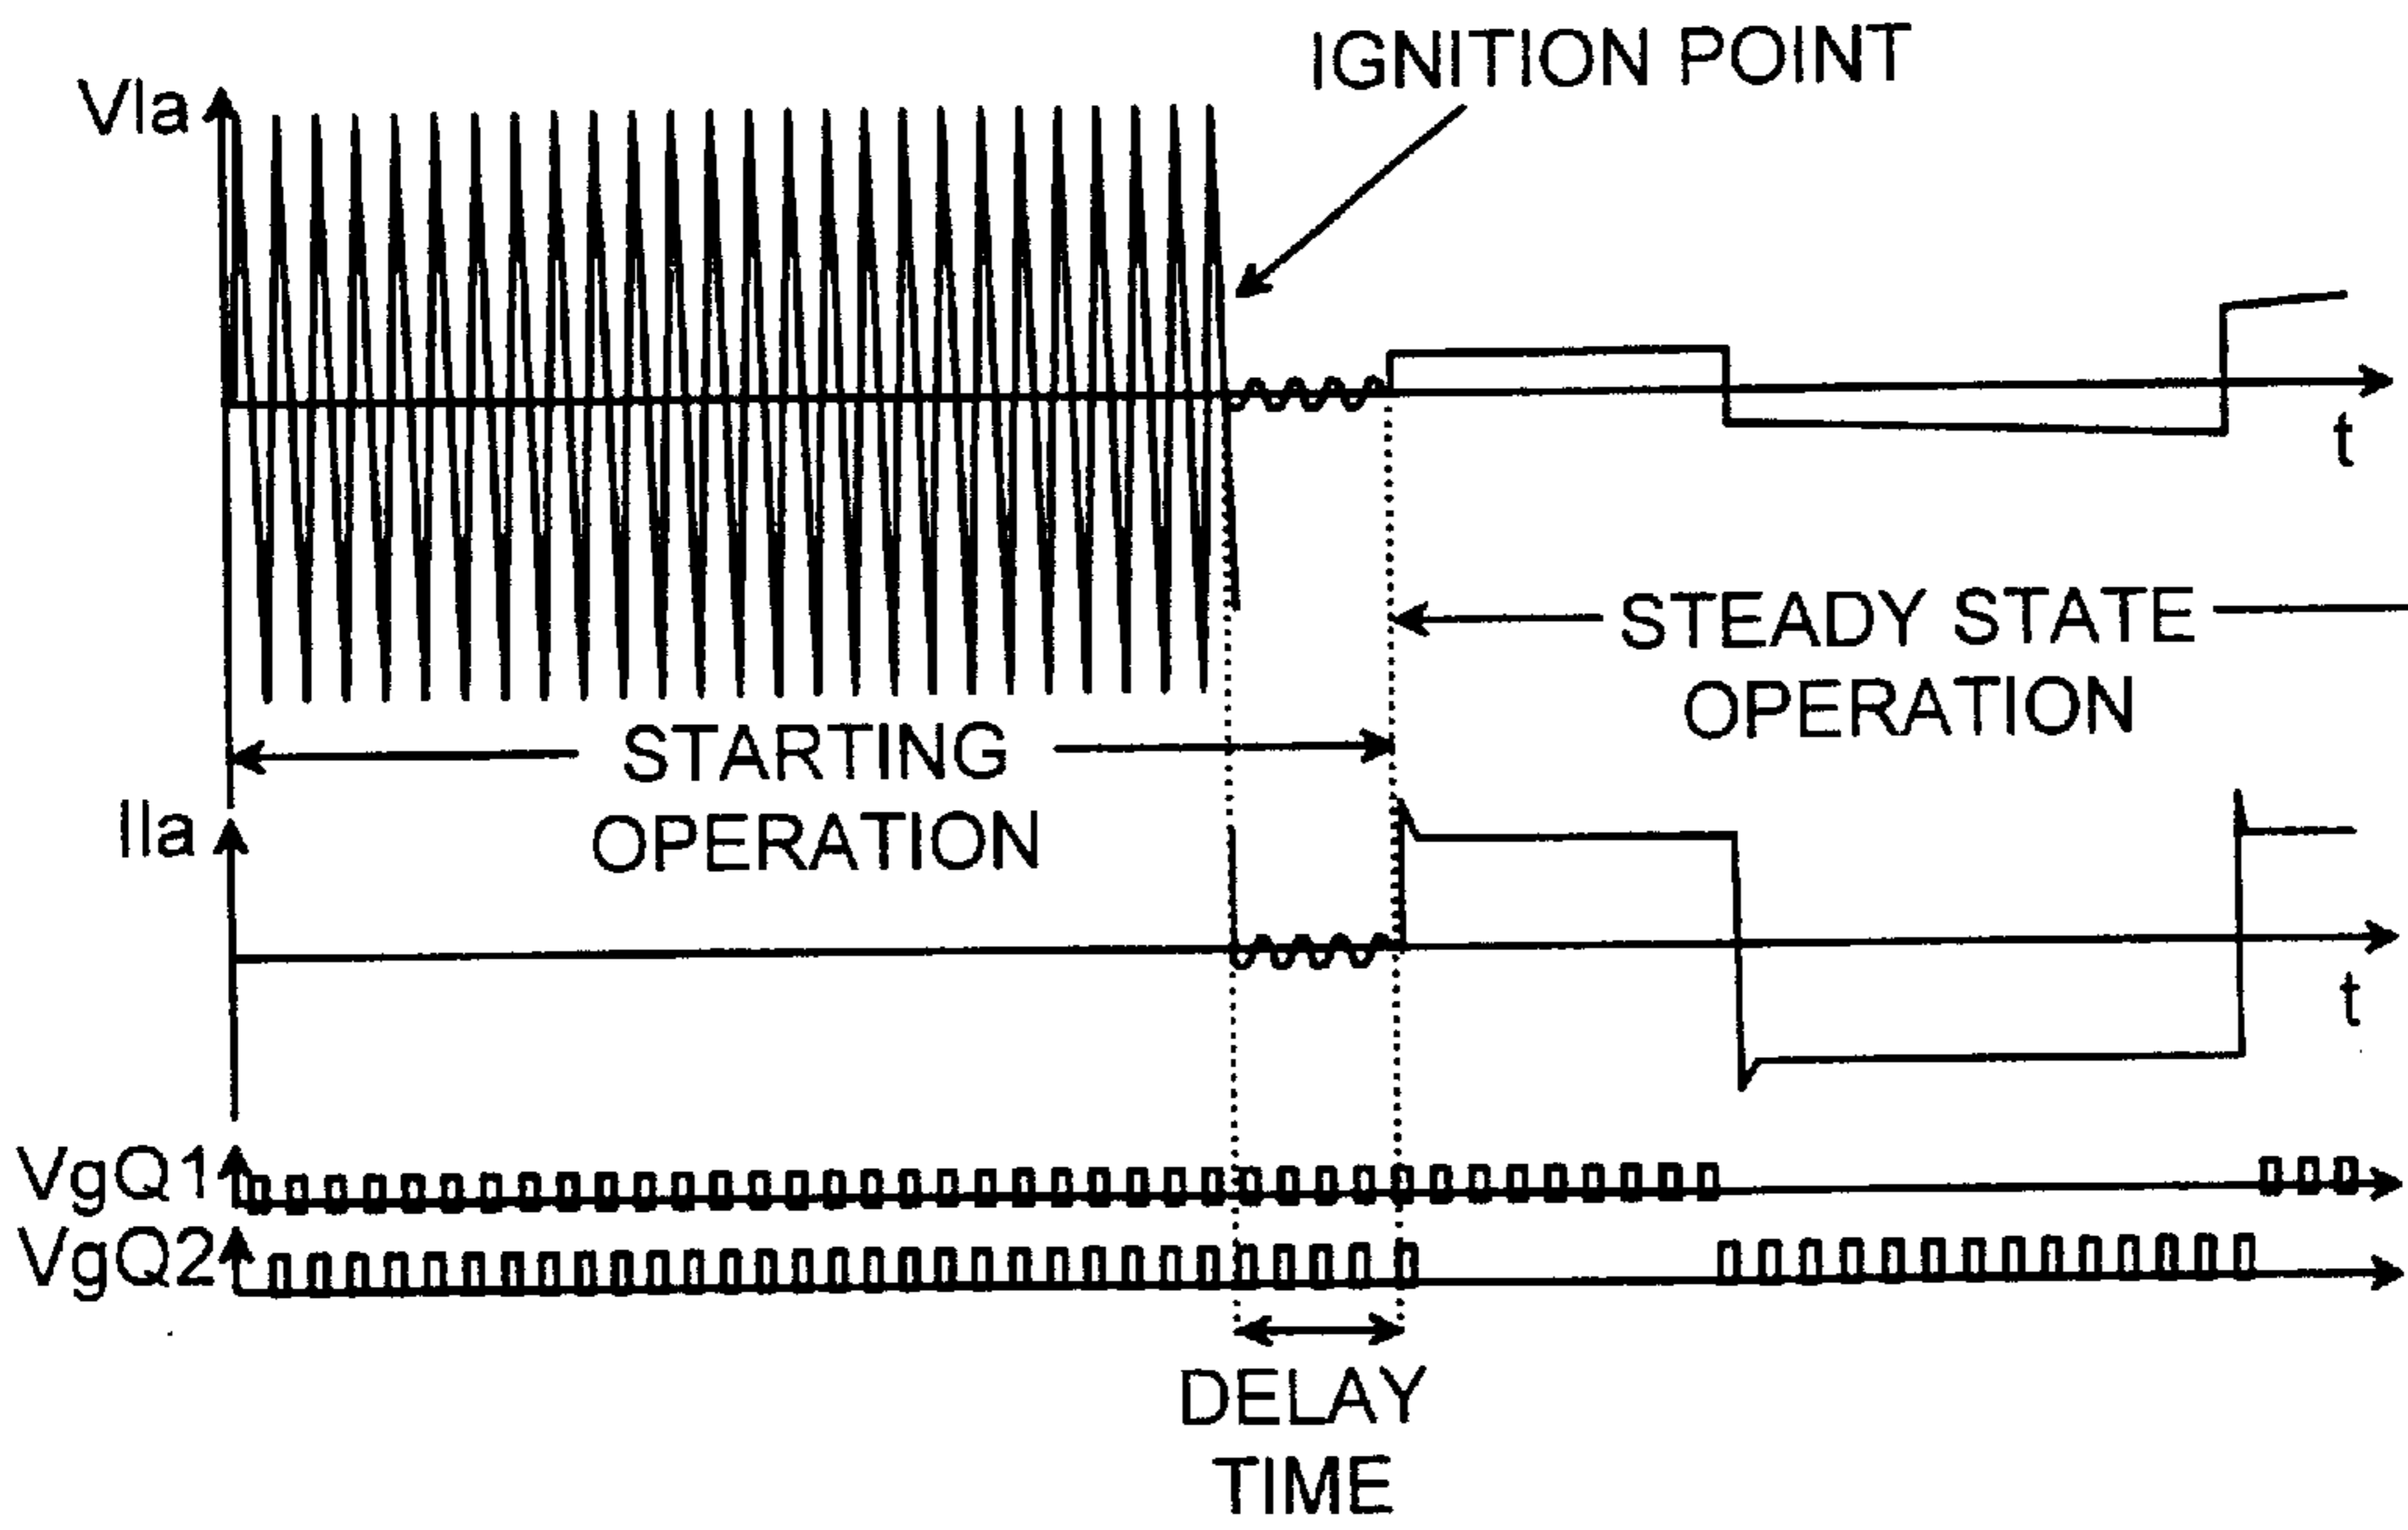 IGNITION POINT
Vla
t
STEADY STATE
OPERATION
STARTING
OPERATION
Ila
t
VgQ1
VgQ2
DELAY
TIME